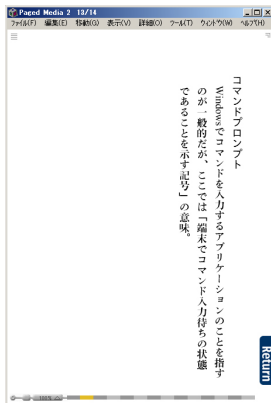 Paged Media 2 13/14
ファイル(F) 編集(E) 移動(G) 表示(V) 詳細(O) ツール(T) ウィンドウ(W) ヘルプ(H)
コマンドプロンプト
Windowsでコマンドを入力するアプリケーションのことを指す
のが一般的だが、ここでは「端末でコマンド入力待ちの状態
であることを示す記号」の意味。
Return
100%